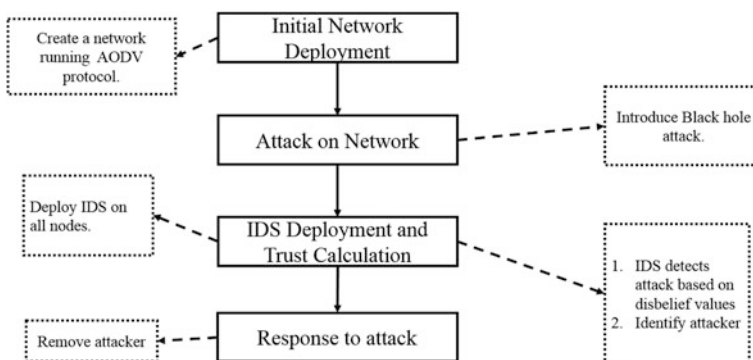 Initial Network
Deployment
Create a network
running AODV
protocol.
Attack on Network
Introduce Black hole
attack.
Deploy IDS on
all nodes.
IDS Deployment and
Trust Calculation
1. IDS detects
attack based on
disbelief values
2. Identify attacker
Remove attacker
Response to attack